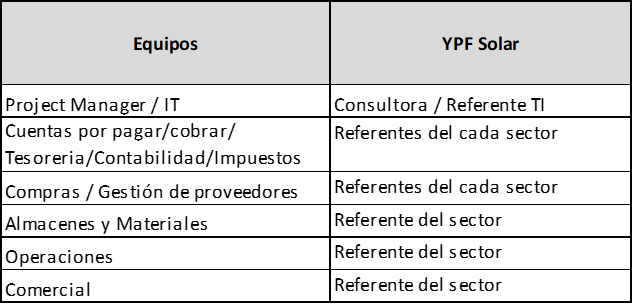 Equipos YPF Solar
Project Manager / IT Consultora / Referente TI
Cuentas por pagar/cobrar/ Referentes del cada sector
Tesoreria/Contabilidad/Impuestos
Compras / Gestión de proveedores Referentes del cada sector
Almacenes y Materiales Referente del sector
Operaciones Referente del sector
Comercial Referente del sector